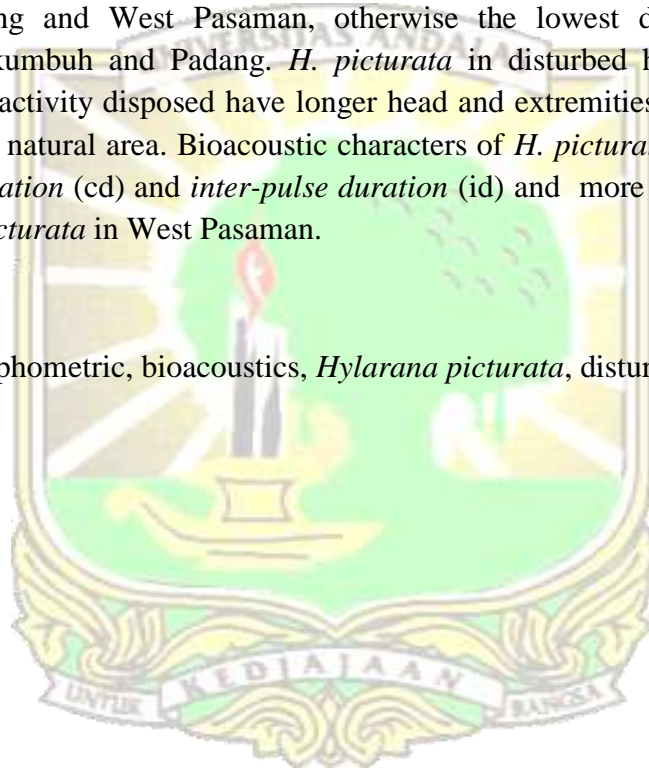 ng and West Pasaman, otherwise the lowest d
kumbuh and Padang. H. picturata in disturbed h
activity disposed have longer head and extremities
natural area. Bioacoustic characters of H. pictura
ation (cd) and inter-pulse duration (id) and more
cturata in West Pasaman.
phometric, bioacoustics, Hylarana picturata, distur
UNIVERSITAS ANDALA
UNTUK KEDJAJAAN BANGSA